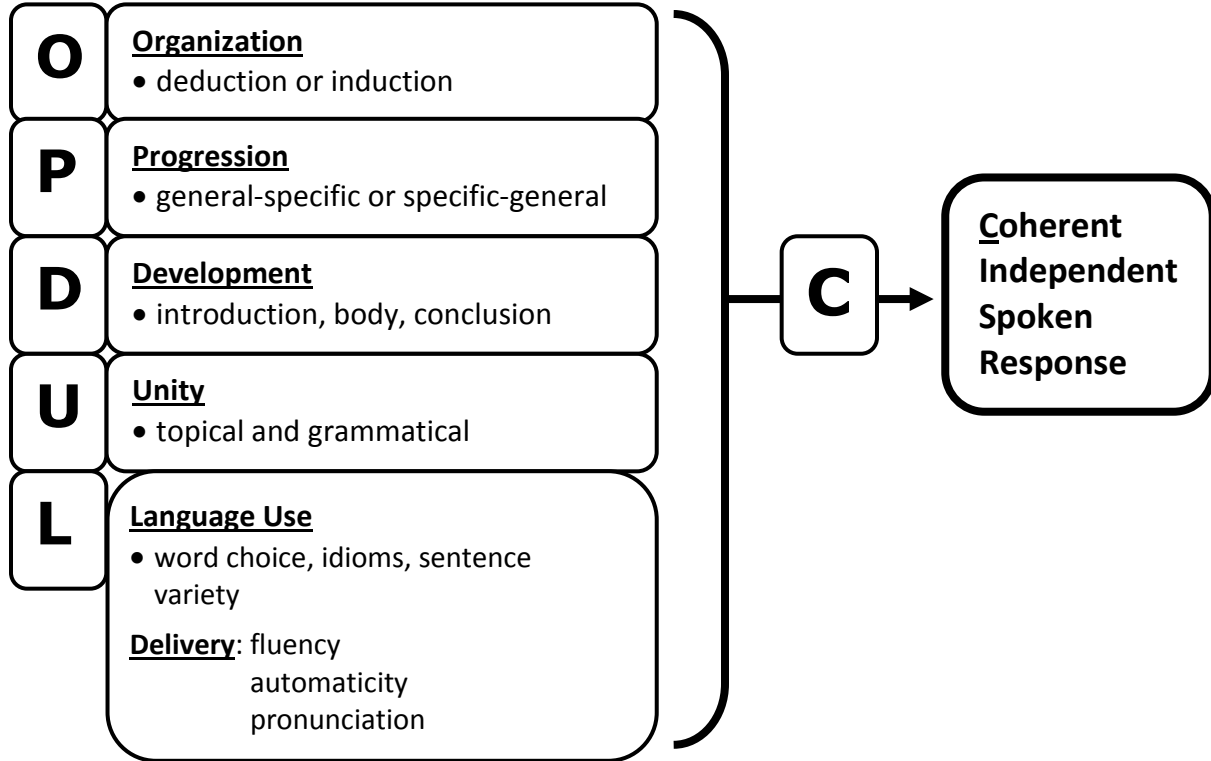 O
Organization
• deduction or induction
P
Progression
• general-specific or specific-general
D
Development
• introduction, body, conclusion
U
Unity
• topical and grammatical
L
Language Use
• word choice, idioms, sentence
variety
Delivery: fluency
automaticity
pronunciation
C
Coherent
Independent
Spoken
Response